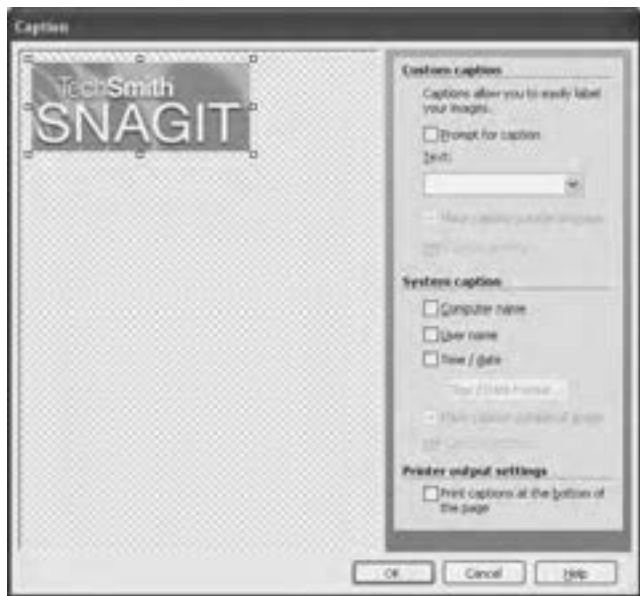 Caption
TechSmith
SNAGIT
Custom caption
Captions allow you to easily label
your images.
Prompt for caption
Text:
System caption
Computer name
User name
Time / date
Printer output settings
Print captions at the bottom of
the page
OK
Cancel
Help